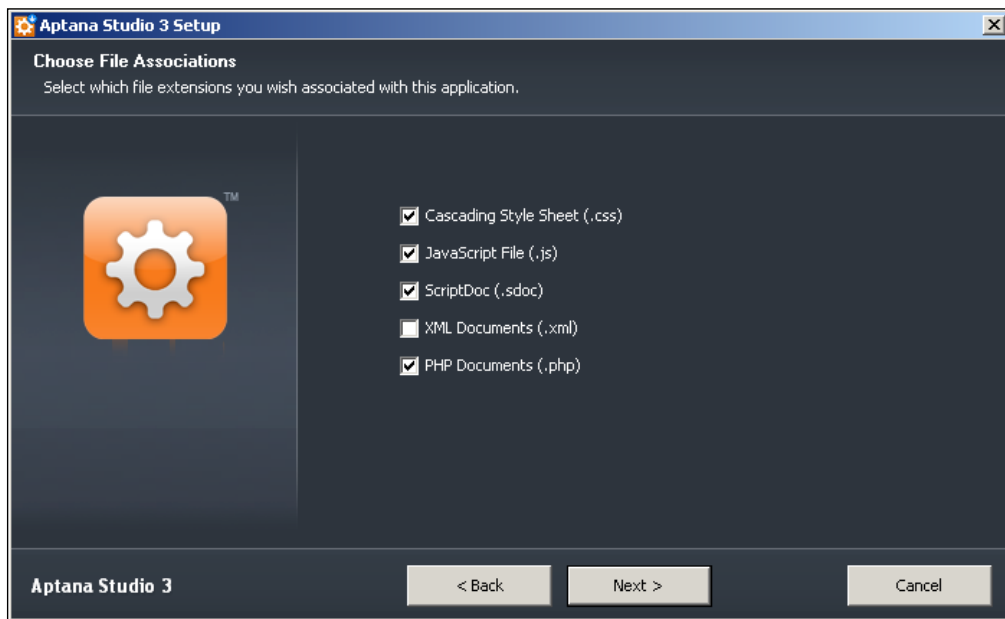 Aptana Studio 3 Setup
Choose File Associations
Select which file extensions you wish associated with this application.
TM
Cascading Style Sheet (.css)
JavaScript File (.js)
ScriptDoc (.sdoc)
XML Documents (.xml)
PHP Documents (.php)
Aptana Studio 3
< Back
Next >
Cancel